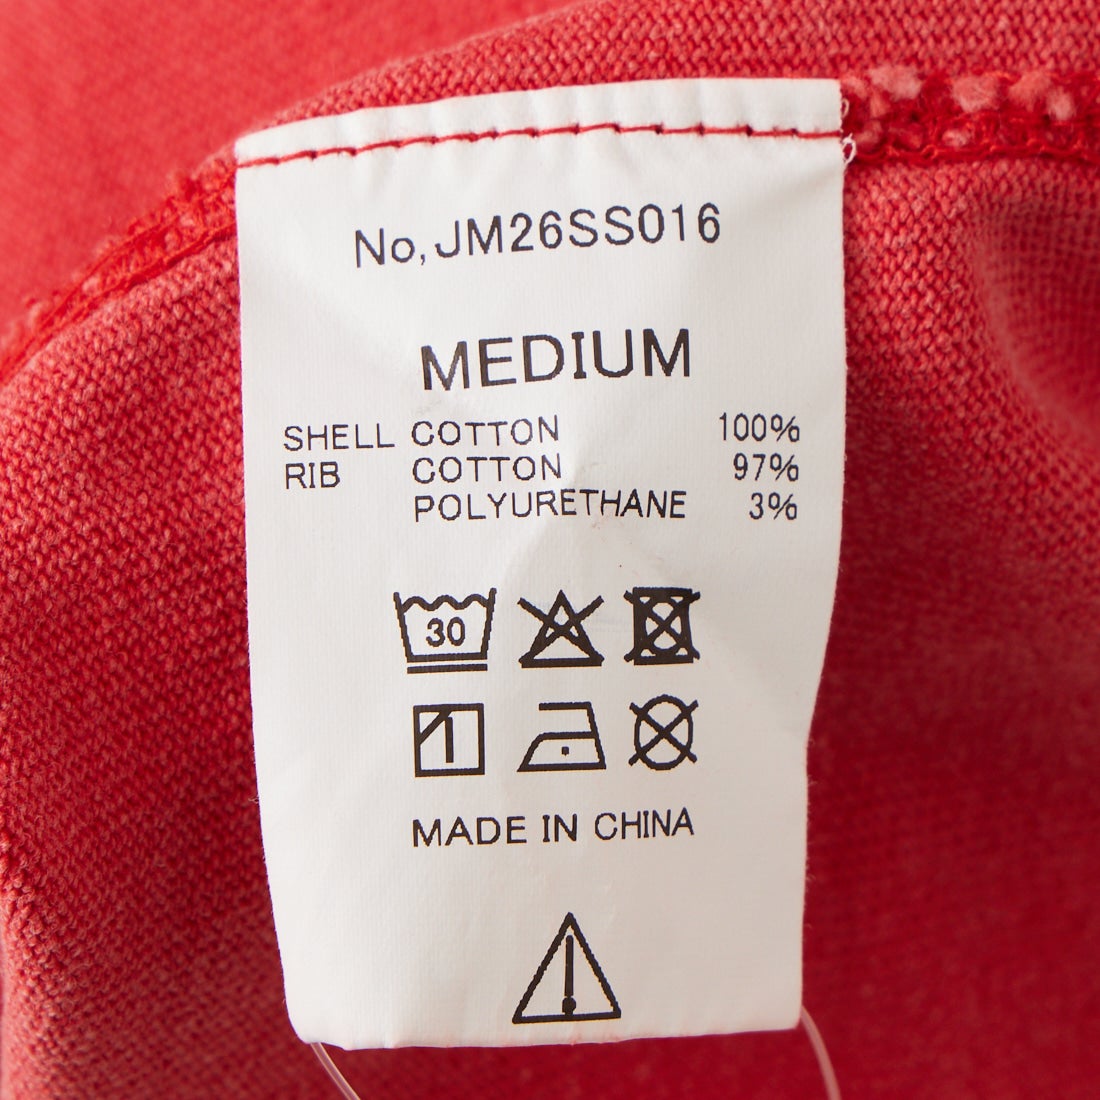 No,JM26SS016
MEDIUM
SHELL COTTON 100%
RIB COTTON 97%
POLYURETHANE 3%
30
MADE IN CHINA